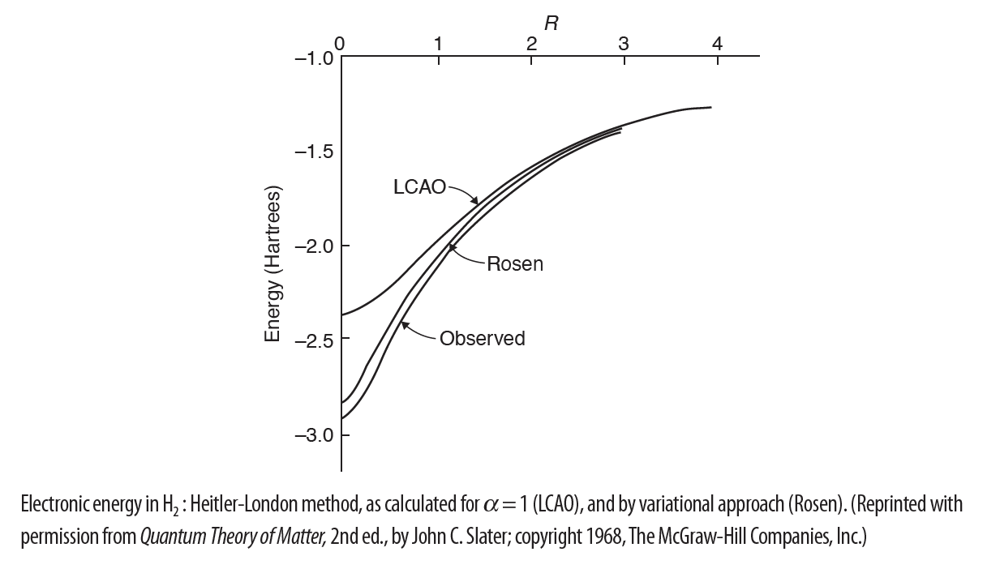 R
0 1 2 3 4
–1.0
–1.5
LCAO
Energy (Hartrees)
–2.0
Rosen
–2.5
Observed
–3.0
Electronic energy in H₂ : Heitler-London method, as calculated for α = 1 (LCAO), and by variational approach (Rosen). (Reprinted with
permission from Quantum Theory of Matter, 2nd ed., by John C. Slater; copyright 1968, The McGraw-Hill Companies, Inc.)